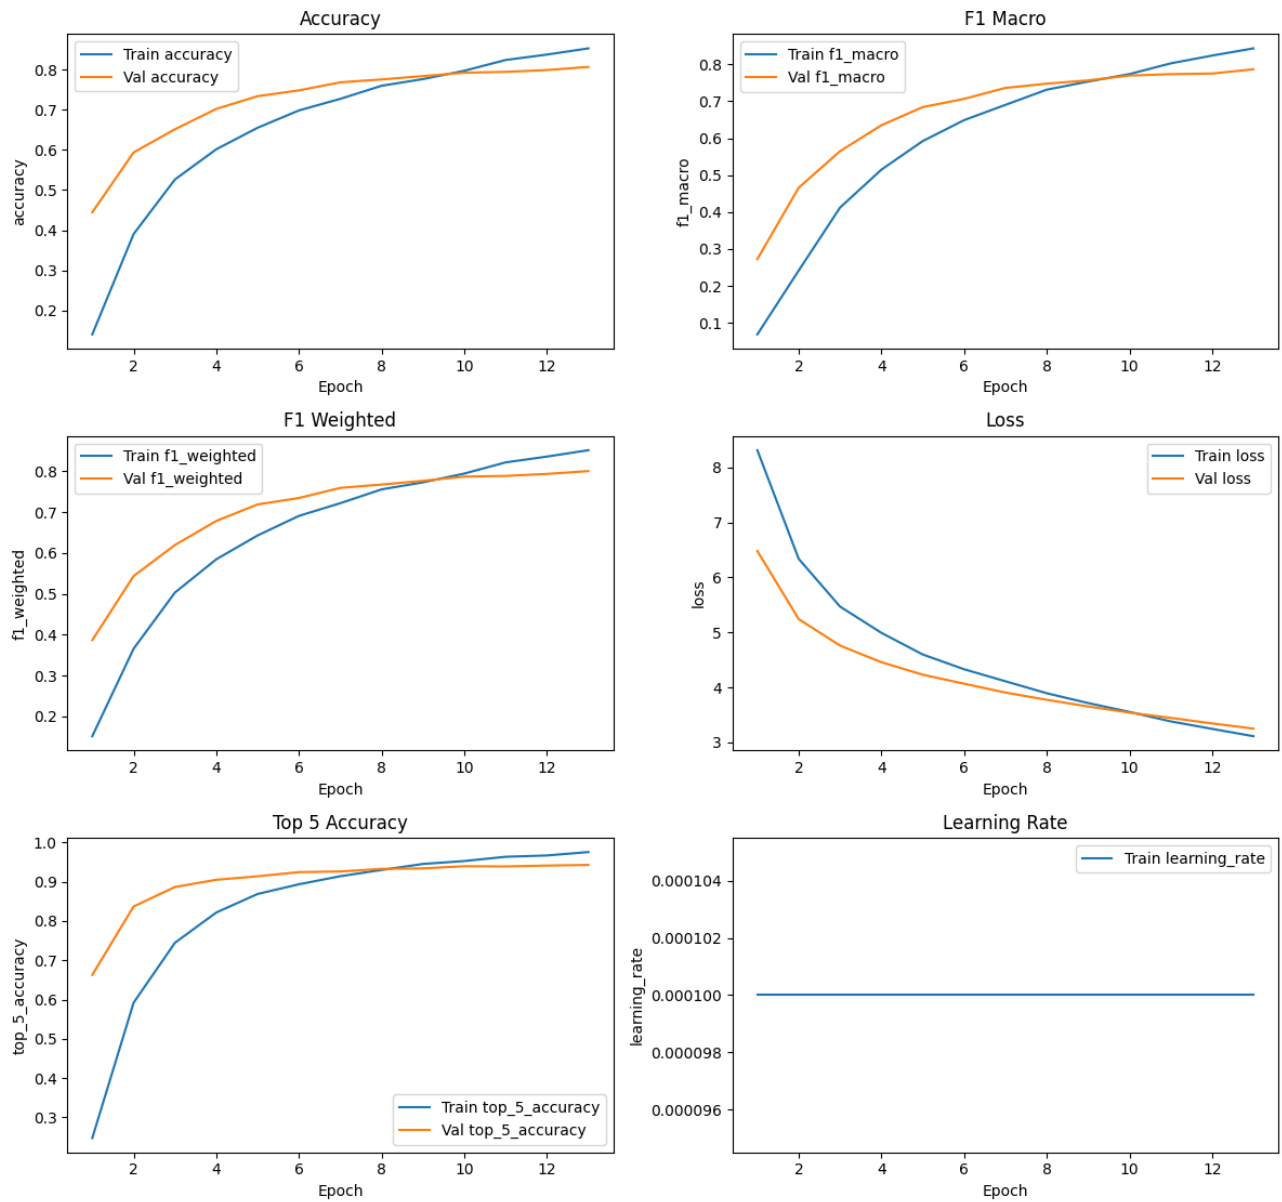 Accuracy
Train accuracy
Val accuracy
0.8
0.7
0.6
0.5
0.4
0.3
0.2
accuracy
2 4 6 8 10 12
Epoch
F1 Macro
Train f1_macro
Val f1_macro
0.8
0.7
0.6
0.5
0.4
0.3
0.2
0.1
f1_macro
2 4 6 8 10 12
Epoch
F1 Weighted
Train f1_weighted
Val f1_weighted
0.8
0.7
0.6
0.5
0.4
0.3
0.2
f1_weighted
2 4 6 8 10 12
Epoch
Loss
Train loss
Val loss
8
7
6
5
4
3
loss
2 4 6 8 10 12
Epoch
Top 5 Accuracy
1.0
0.9
0.8
0.7
0.6
0.5
0.4
0.3
top_5_accuracy
Train top_5_accuracy
Val top_5_accuracy
2 4 6 8 10 12
Epoch
Learning Rate
Train learning_rate
0.000104
0.000102
0.000100
0.000098
0.000096
learning_rate
2 4 6 8 10 12
Epoch